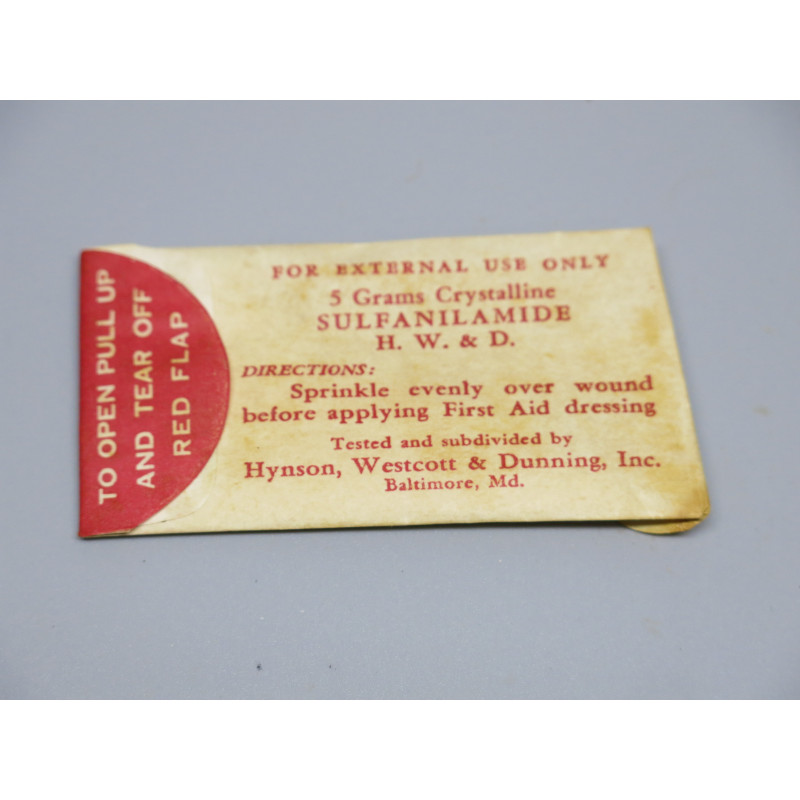 TO OPEN PULL UP
AND TEAR OFF
RED FLAP
FOR EXTERNAL USE ONLY
5 Grams Crystalline
SULFANILAMIDE
H. W. & D.
DIRECTIONS:
Sprinkle evenly over wound
before applying First Aid dressing
Tested and subdivided by
Hynson, Westcott & Dunning, Inc.
Baltimore, Md.